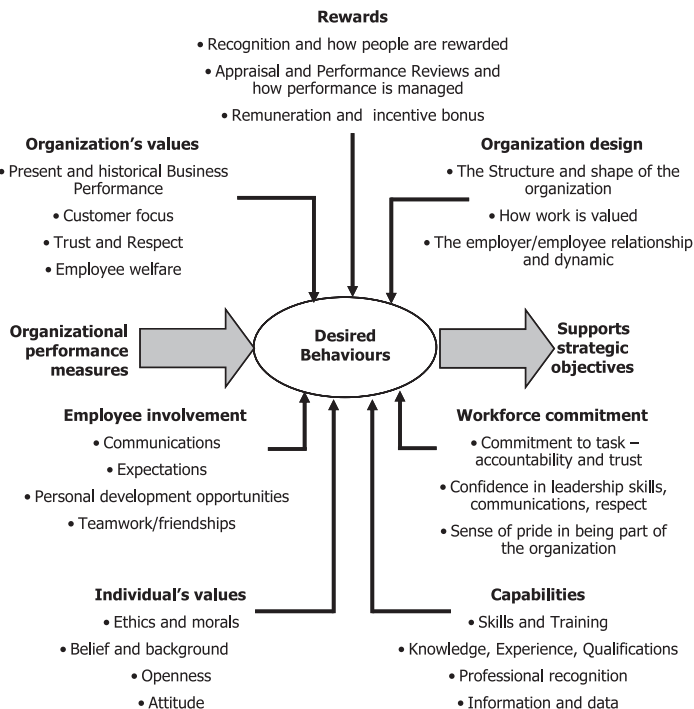 Rewards
• Recognition and how people are rewarded
• Appraisal and Performance Reviews and
how performance is managed
• Remuneration and incentive bonus
Organization's values
• Present and historical Business
Performance
• Customer focus
• Trust and Respect
• Employee welfare
Organization design
• The Structure and shape of the
organization
• How work is valued
• The employer/employee relationship
and dynamic
Organizational
performance
measures
Desired
Behaviours
Supports
strategic
objectives
Employee involvement
• Communications
• Expectations
• Personal development opportunities
• Teamwork/friendships
Workforce commitment
• Commitment to task –
accountability and trust
• Confidence in leadership skills,
communications, respect
• Sense of pride in being part of
the organization
Individual's values
• Ethics and morals
• Belief and background
• Openness
• Attitude
Capabilities
• Skills and Training
• Knowledge, Experience, Qualifications
• Professional recognition
• Information and data